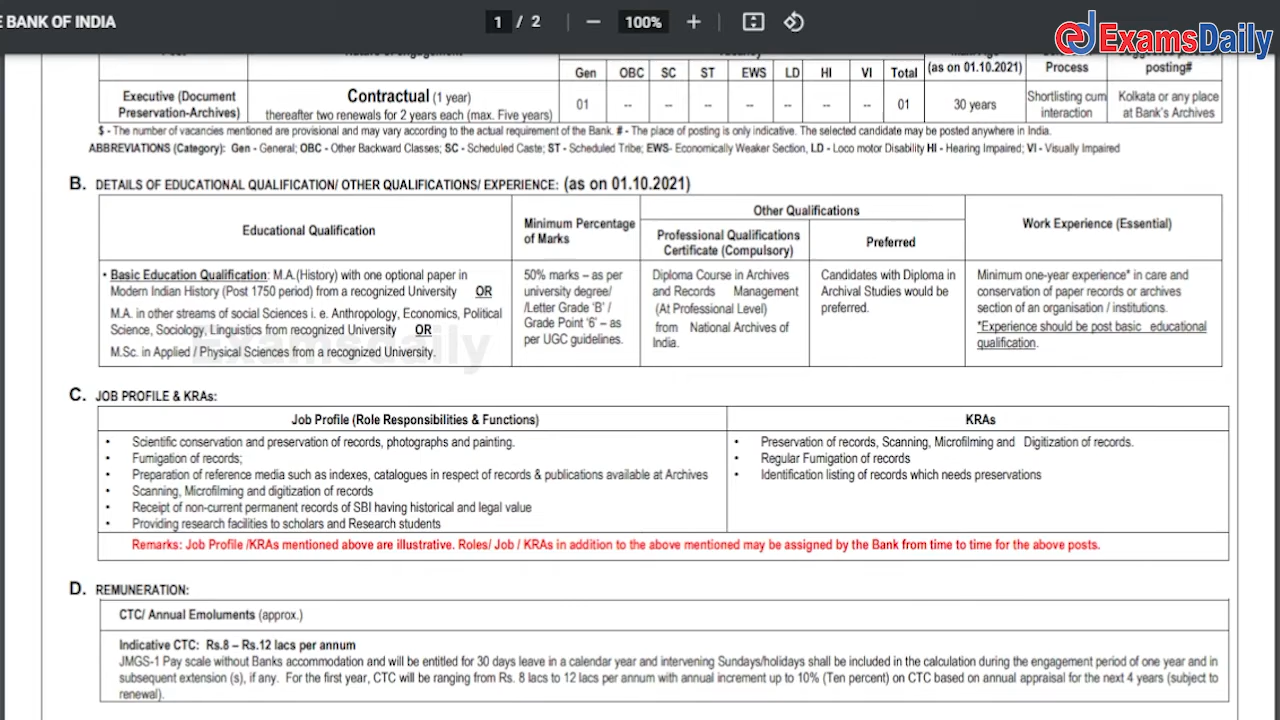 E BANK OF INDIA
1 / 2
100%
ExamsDaily
(as on 01.10.2021)
Process
posting#
Gen OBC SC ST EWS LD HI VI Total
Executive (Document Preservation-Archives)
Contractual (1 year)
thereafter two renewals for 2 years each (max. Five years)
01 -- -- -- -- -- -- -- 01
30 years
Shortlisting cum
interaction
Kolkata or any place
at Bank's Archives
$ - The number of vacancies mentioned are provisional and may vary according to the actual requirement of the Bank. # - The place of posting is only indicative. The selected candidate may be posted anywhere in India.
ABBREVIATIONS (Category): Gen - General; OBC - Other Backward Classes; SC - Scheduled Caste; ST - Scheduled Tribe; EWS- Economically Weaker Section, LD - Loco motor Disability HI - Hearing Impaired; VI - Visually Impaired
B. DETAILS OF EDUCATIONAL QUALIFICATION/ OTHER QUALIFICATIONS/ EXPERIENCE: (as on 01.10.2021)
Educational Qualification
Minimum Percentage
of Marks
Other Qualifications
Professional Qualifications
Certificate (Compulsory)
Preferred
Work Experience (Essential)
• Basic Education Qualification: M.A.(History) with one optional paper in
Modern Indian History (Post 1750 period) from a recognized University OR
M.A. in other streams of social Sciences i. e. Anthropology, Economics, Political
Science, Sociology, Linguistics from recognized University OR
M.Sc. in Applied / Physical Sciences from a recognized University.
50% marks – as per
university degree/
/Letter Grade 'B' /
Grade Point '6' – as
per UGC guidelines.
Diploma Course in Archives
and Records Management
(At Professional Level)
from National Archives of
India.
Candidates with Diploma in
Archival Studies would be
preferred.
Minimum one-year experience* in care and
conservation of paper records or archives
section of an organisation / institutions.
*Experience should be post basic educational
qualification.
Examsdaily
C. JOB PROFILE & KRAs:
Job Profile (Role Responsibilities & Functions)
• Scientific conservation and preservation of records, photographs and painting.
• Fumigation of records;
• Preparation of reference media such as indexes, catalogues in respect of records & publications available at Archives
• Scanning, Microfilming and digitization of records
• Receipt of non-current permanent records of SBI having historical and legal value
• Providing research facilities to scholars and Research students
KRAs
• Preservation of records, Scanning, Microfilming and Digitization of records.
• Regular Fumigation of records
• Identification listing of records which needs preservations
Remarks: Job Profile /KRAs mentioned above are illustrative. Roles/ Job / KRAs in addition to the above mentioned may be assigned by the Bank from time to time for the above posts.
D. REMUNERATION:
CTC/ Annual Emoluments (approx.)
Indicative CTC: Rs.8 – Rs.12 lacs per annum
JMGS-1 Pay scale without Banks accommodation and will be entitled for 30 days leave in a calendar year and intervening Sundays/holidays shall be included in the calculation during the engagement period of one year and in
subsequent extension (s), if any. For the first year, CTC will be ranging from Rs. 8 lacs to 12 lacs per annum with annual increment up to 10% (Ten percent) on CTC based on annual appraisal for the next 4 years (subject to
renewal).